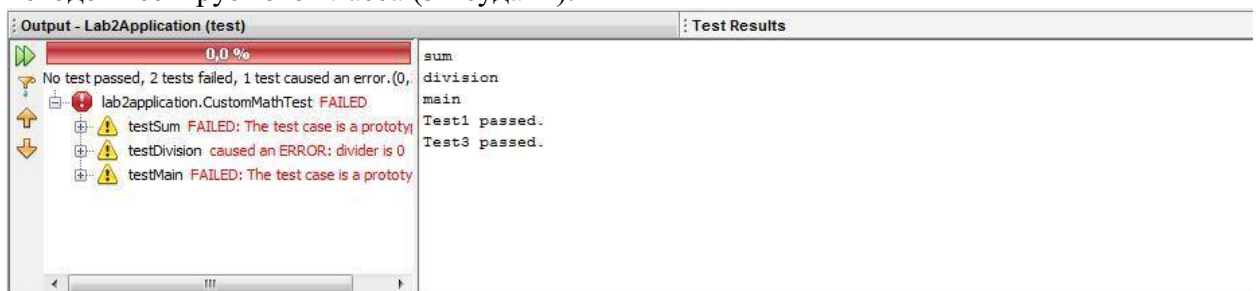 Output - Lab2Application (test)
Test Results
0,0 %
No test passed, 2 tests failed, 1 test caused an error.(0,
lab2application.CustomMathTest FAILED
testSum FAILED: The test case is a prototy
testDivision caused an ERROR: divider is 0
testMain FAILED: The test case is a prototy
sum
division
main
Test1 passed.
Test3 passed.